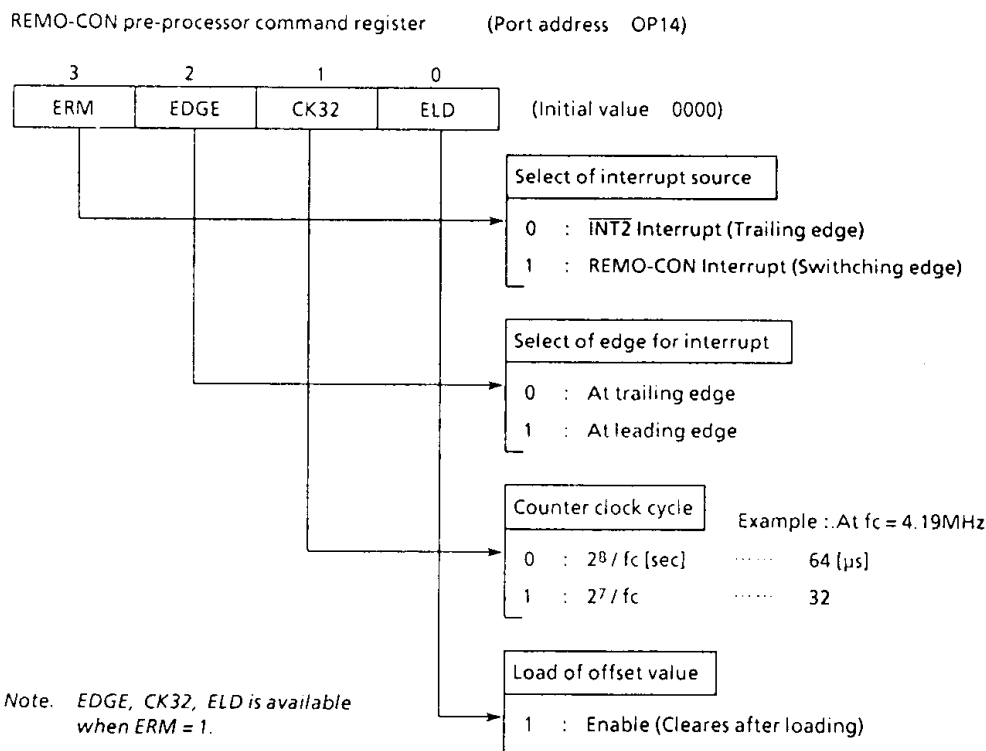 REMO-CON pre-processor command register (Port address OP14)
3 2 1 0
ERM EDGE CK32 ELD (Initial value 0000)
Select of interrupt source
0 : I̅N̅T̅2̅ Interrupt (Trailing edge)
1 : REMO-CON Interrupt (Swithching edge)
Select of edge for interrupt
0 : At trailing edge
1 : At leading edge
Counter clock cycle Example :.At fc = 4.19MHz
0 : 2⁸ / fc [sec] ...... 64 [µs]
1 : 2⁷ / fc ...... 32
Load of offset value
1 : Enable (Cleares after loading)
Note. EDGE, CK32, ELD is available
when ERM = 1.